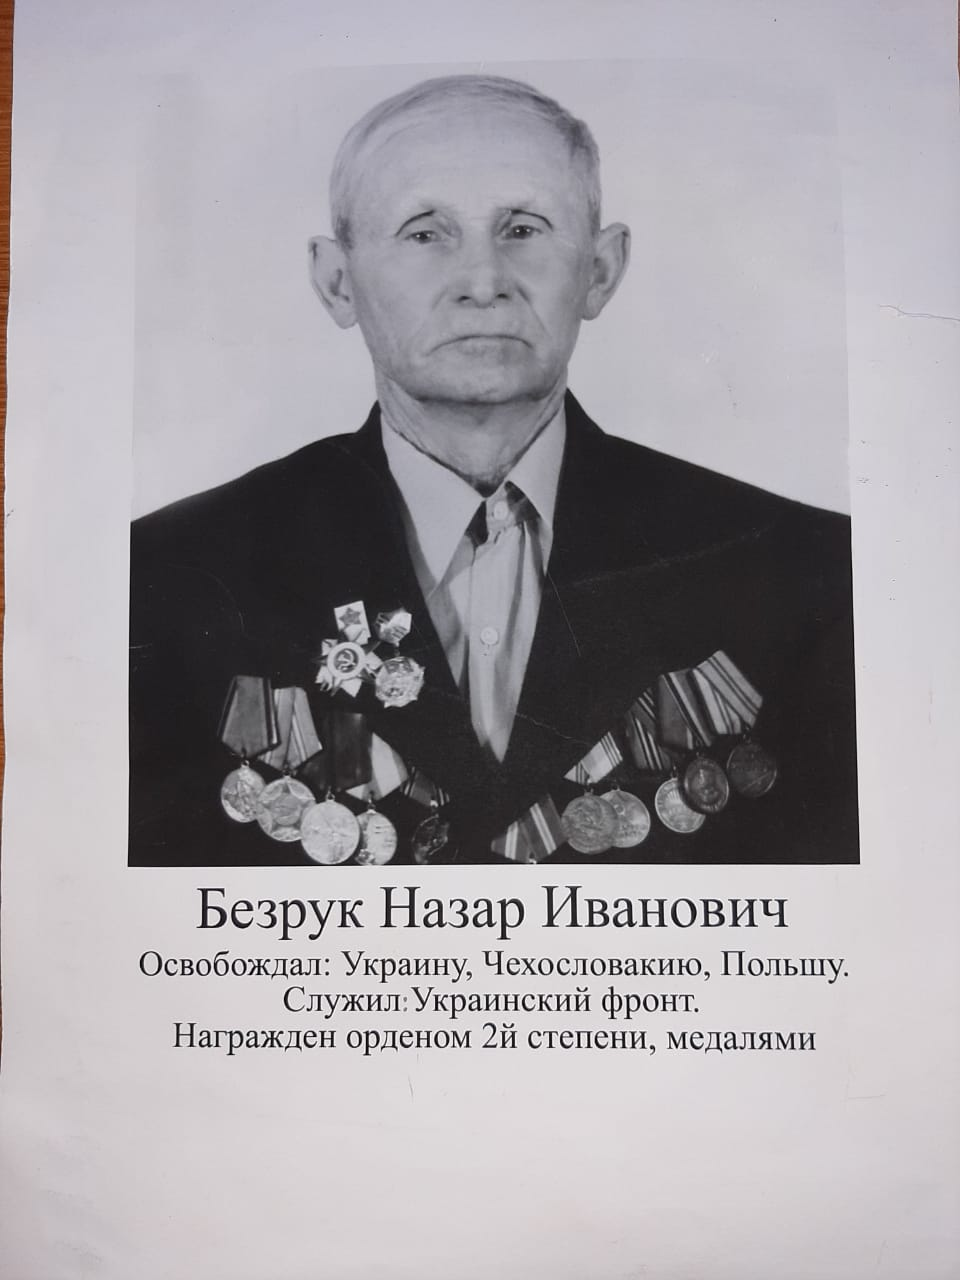 Безрук Назар Иванович
Освобождал: Украину, Чехословакию, Польшу.
Служил: Украинский фронт.
Награжден орденом 2й степени, медалями